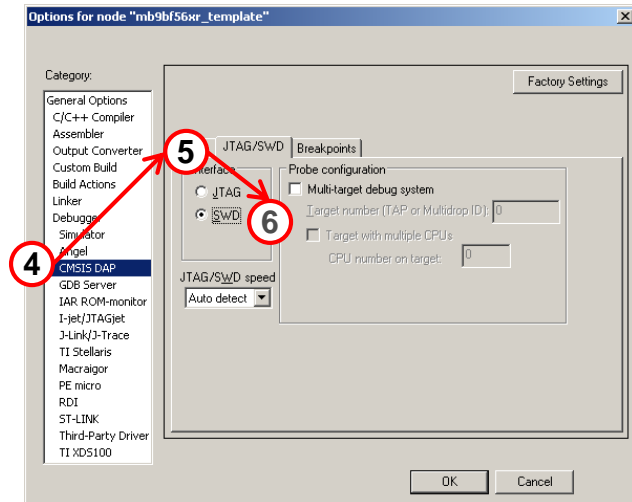 Options for node "mb9bf56xr_template"
Category:
Factory Settings
General Options
C/C++ Compiler
Assembler
Output Converter
Custom Build
Build Actions
Linker
Debugger
Simulator
Angel
CMSIS DAP
GDB Server
IAR ROM-monitor
I-jet/JTAGjet
J-Link/J-Trace
TI Stellaris
Macraigor
PE micro
RDI
ST-LINK
Third-Party Driver
TI XDS100
4
5
JTAG/SWD
Breakpoints
Interface
JTAG
SWD
6
JTAG/SWD speed
Auto detect
Probe configuration
Multi-target debug system
Target number (TAP or Multidrop ID): 0
Target with multiple CPUs
CPU number on target: 0
OK
Cancel